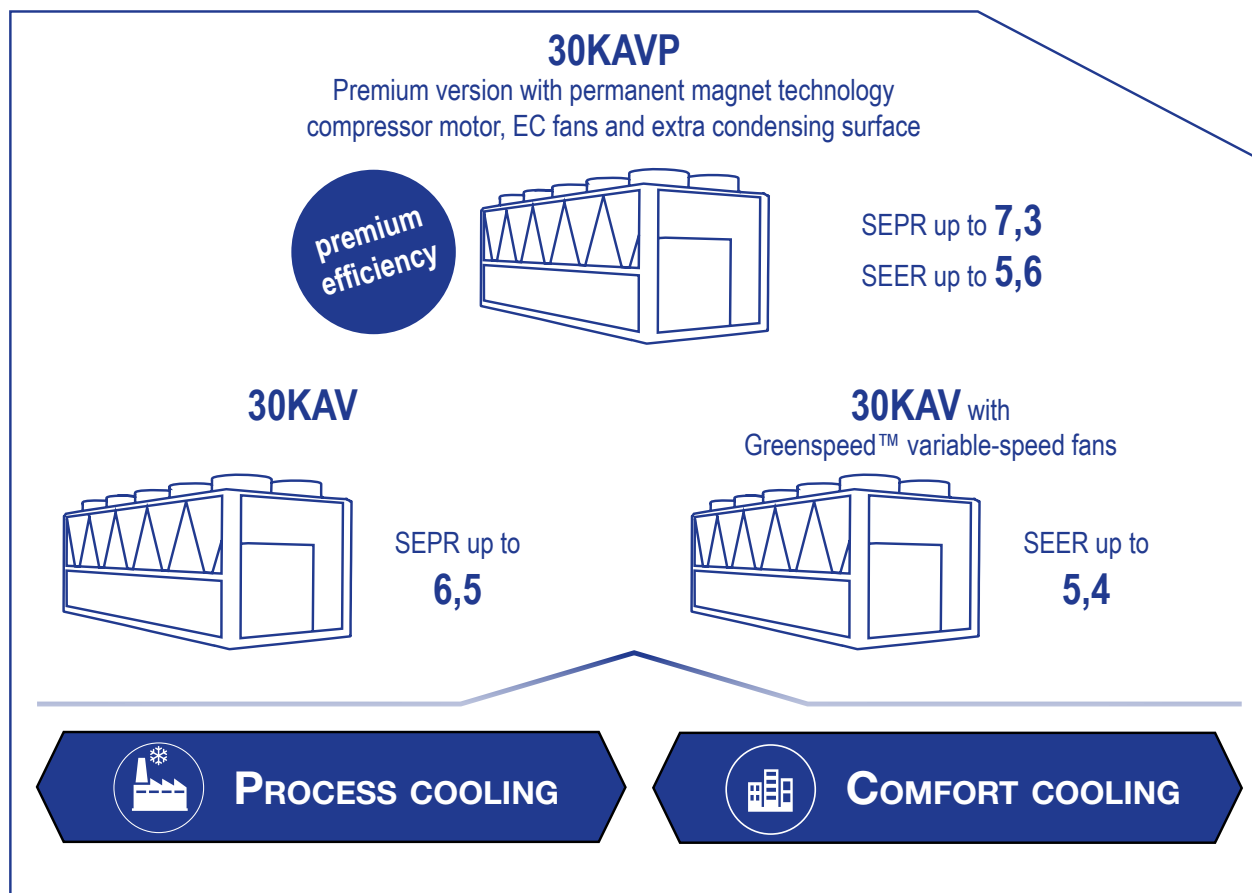 30KAVP
Premium version with permanent magnet technology
compressor motor, EC fans and extra condensing surface
premium
efficiency
SEPR up to 7,3
SEER up to 5,6
30KAV
SEPR up to
6,5
30KAV with
Greenspeed™ variable-speed fans
SEER up to
5,4
PROCESS COOLING
COMFORT COOLING